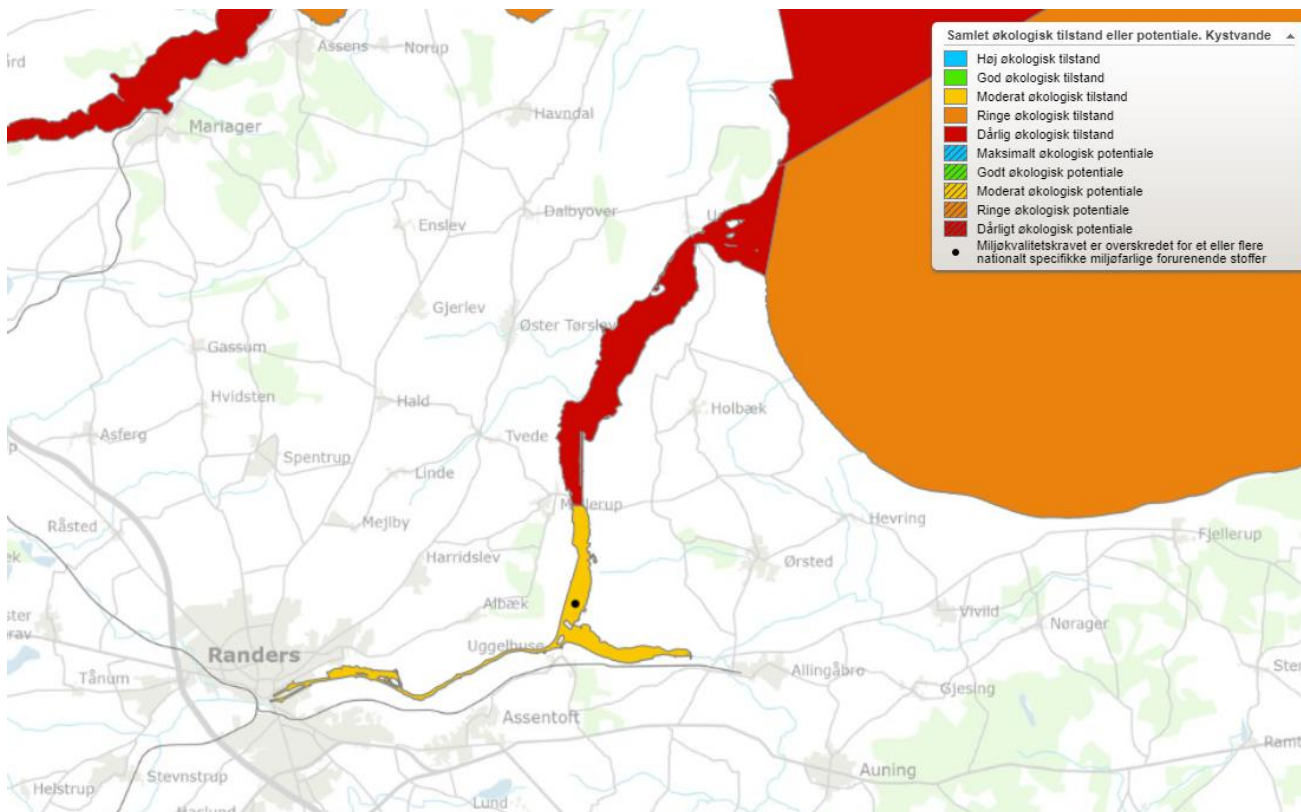 Samlet økologisk tilstand eller potentiale. Kystvande
Høj økologisk tilstand
God økologisk tilstand
Moderat økologisk tilstand
Ringe økologisk tilstand
Dårlig økologisk tilstand
Maksimalt økologisk potentiale
Godt økologisk potentiale
Moderat økologisk potentiale
Ringe økologisk potentiale
Dårligt økologisk potentiale
Miljøkvalitetskravet er overskredet for et eller flere
nationalt specifikke miljøfarlige forurenende stoffer
Assens
Norup
Mariager
Havndal
Dalbyover
Enslev
Gjerlev
Øster Tørslev
Gassum
Hvidsten
Hald
Holbæk
Asferg
Tvede
Spentrup
Linde
Råsted
Mejlby
Hevring
Fjellerup
Harridslev
Ørsted
Albæk
Vivild
Nørager
Uggelhuse
Randers
Tånum
Allingåbro
Gjesing
Assentoft
Stevnstrup
Auning
Helstrup
Lund